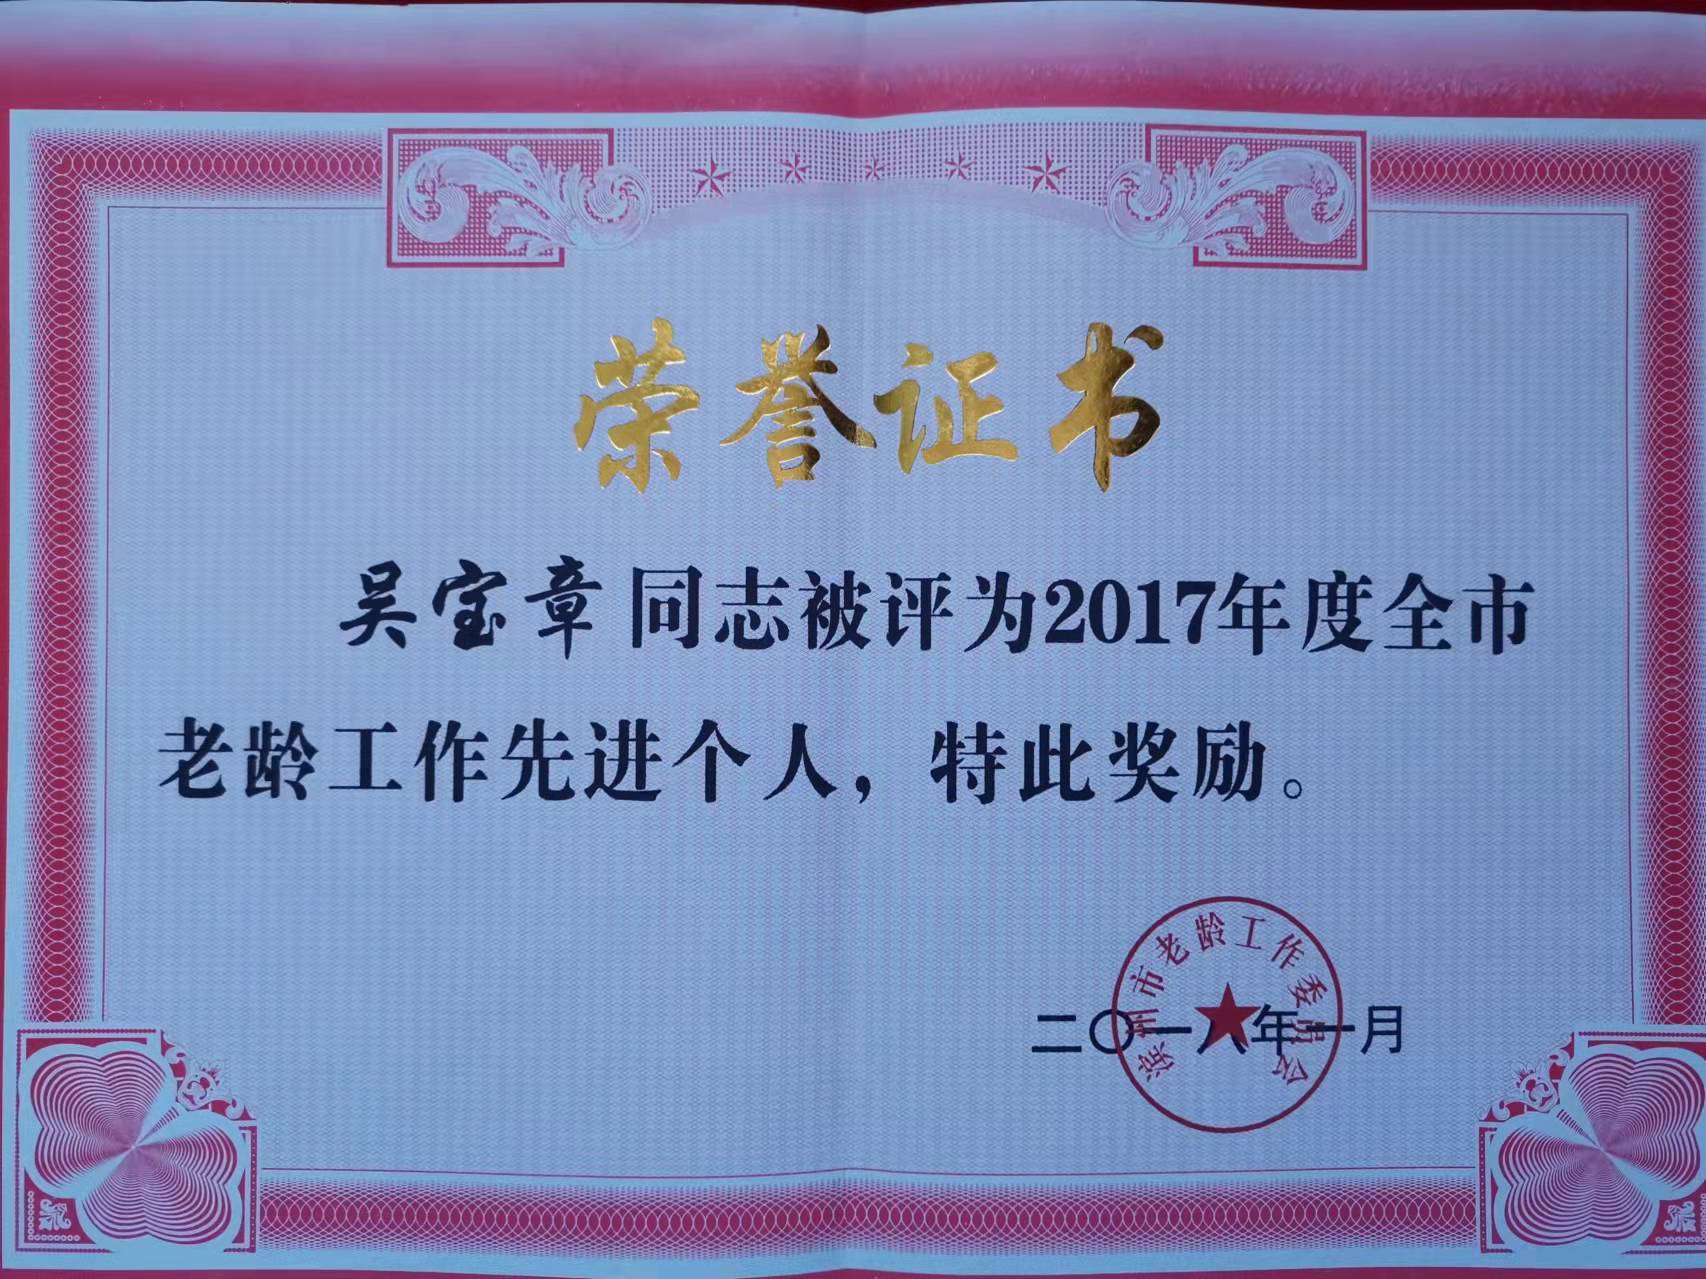 荣誉证书
吴宝章同志被评为2017年度全市
老龄工作先进个人，特此奖励。
滨州市老龄工作委员会
二〇一八年一月